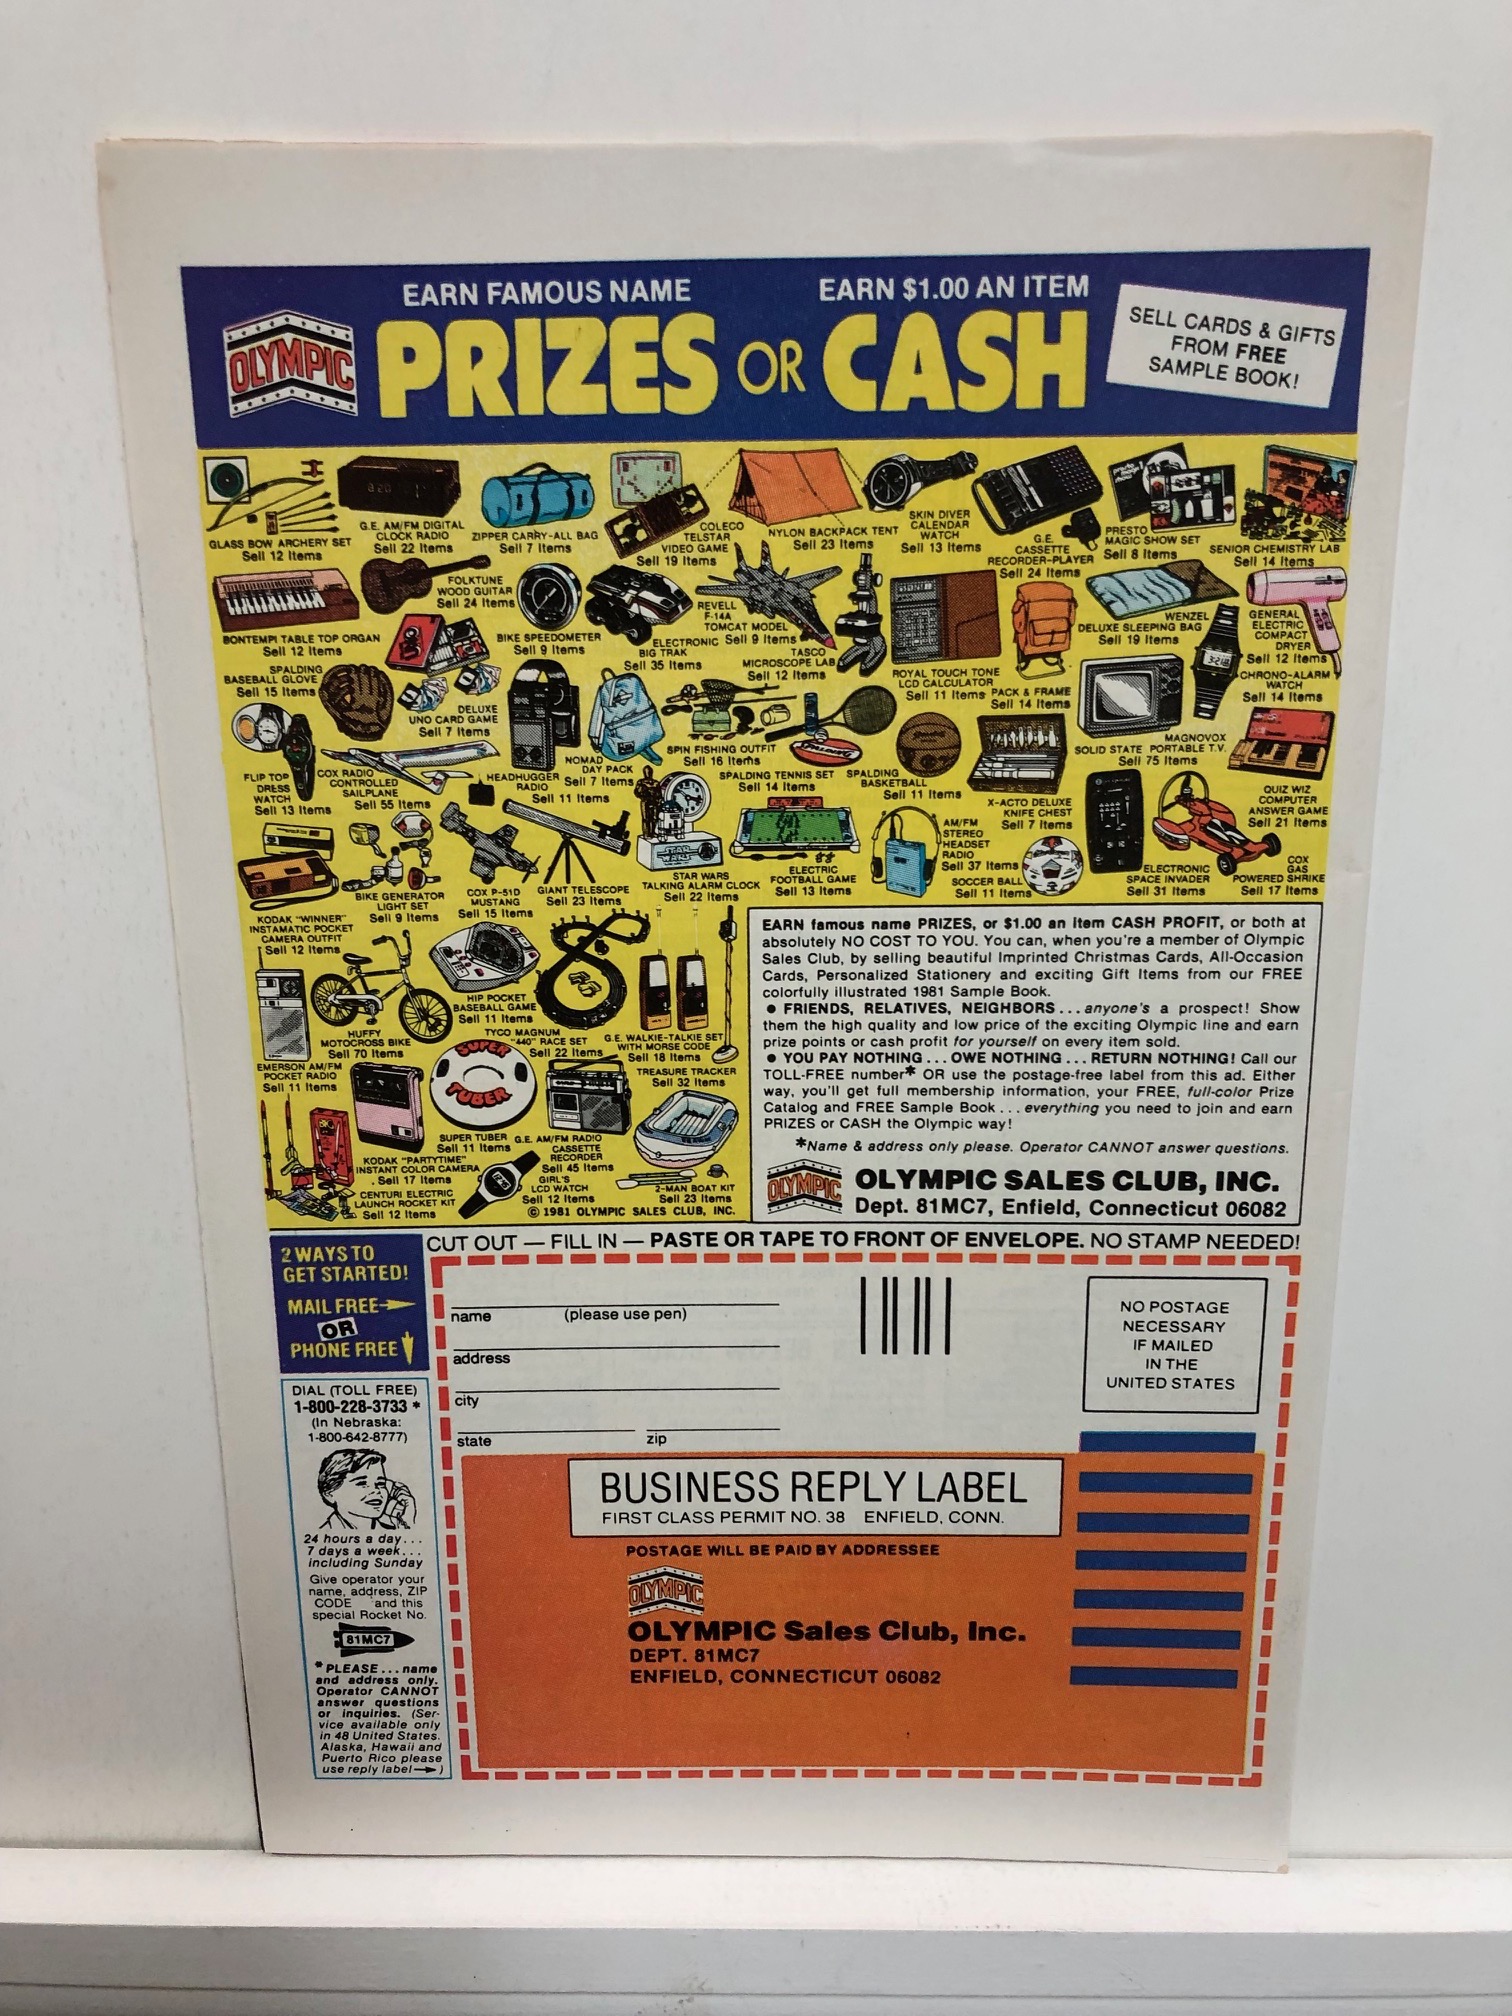 EARN FAMOUS NAME
PRIZES OR CASH
EARN $1.00 AN ITEM
OLYMPIC
SELL CARDS & GIFTS
FROM FREE
SAMPLE BOOK!
GLASS BOW ARCHERY SET
Sell 12 Items
G.E. AM/FM DIGITAL
CLOCK RADIO
Sell 22 Items
ZIPPER CARRY-ALL BAG
Sell 7 Items
COLECO
TELSTAR
VIDEO GAME
Sell 19 Items
NYLON BACKPACK TENT
Sell 23 Items
SKIN DIVER
CALENDAR
WATCH
Sell 13 Items
G.E.
CASSETTE
RECORDER-PLAYER
Sell 24 Items
PRESTO
MAGIC SHOW SET
Sell 8 Items
SENIOR CHEMISTRY LAB
Sell 14 Items
BONTEMPI TABLE TOP ORGAN
Sell 12 Items
FOLKTUNE
WOOD GUITAR
Sell 24 Items
BIKE SPEEDOMETER
Sell 9 Items
ELECTRONIC
BIG TRAK
Sell 35 Items
REVELL
F-14A
TOMCAT MODEL
Sell 9 Items
TASCO
MICROSCOPE LAB
Sell 12 Items
ROYAL TOUCH TONE
LCD CALCULATOR
Sell 11 Items
PACK & FRAME
Sell 14 Items
WENZEL
DELUXE SLEEPING BAG
Sell 19 Items
GENERAL
ELECTRIC
COMPACT
DRYER
Sell 12 Items
CHRONO-ALARM
WATCH
Sell 14 Items
SPALDING
BASEBALL GLOVE
Sell 15 Items
DELUXE
UNO CARD GAME
Sell 7 Items
FLIP TOP
DRESS
WATCH
Sell 13 Items
COX RADIO
CONTROLLED
SAILPLANE
Sell 55 Items
HEADHUGGER
RADIO
Sell 11 Items
NOMAD
DAY PACK
Sell 7 Items
SPIN FISHING OUTFIT
Sell 16 Items
SPALDING TENNIS SET
Sell 14 Items
SPALDING
BASKETBALL
Sell 11 Items
X-ACTO DELUXE
KNIFE CHEST
Sell 7 Items
MAGNOVOX
SOLID STATE PORTABLE T.V.
Sell 75 Items
QUIZ WIZ
COMPUTER
ANSWER GAME
Sell 21 Items
KODAK "WINNER"
INSTAMATIC POCKET
CAMERA OUTFIT
Sell 12 Items
BIKE GENERATOR
LIGHT SET
Sell 9 Items
COX P-51D
MUSTANG
Sell 15 Items
GIANT TELESCOPE
Sell 23 Items
STAR WARS
STAR WARS
TALKING ALARM CLOCK
Sell 22 Items
ELECTRIC
FOOTBALL GAME
Sell 13 Items
AM/FM
STEREO
HEADSET
RADIO
Sell 37 Items
SOCCER BALL
Sell 11 Items
ELECTRONIC
SPACE INVADER
Sell 31 Items
COX
GAS
POWERED SHRIKE
Sell 17 Items
EMERSON AM/FM
POCKET RADIO
Sell 11 Items
HUFFY
MOTOCROSS BIKE
Sell 70 Items
HIP POCKET
BASEBALL GAME
Sell 11 Items
TYCO MAGNUM
"440" RACE SET
Sell 22 Items
G.E. WALKIE-TALKIE SET
WITH MORSE CODE
Sell 18 Items
TREASURE TRACKER
Sell 32 Items
KODAK "PARTYTIME"
INSTANT COLOR CAMERA
Sell 17 Items
SUPER
TUBER
SUPER TUBER
Sell 11 Items
G.E. AM/FM RADIO
CASSETTE
RECORDER
Sell 45 Items
CENTURI ELECTRIC
LAUNCH ROCKET KIT
Sell 12 Items
GIRL'S
LCD WATCH
Sell 12 Items
2-MAN BOAT KIT
Sell 23 Items
© 1981 OLYMPIC SALES CLUB, INC.
EARN famous name PRIZES, or $1.00 an item CASH PROFIT, or both at
absolutely NO COST TO YOU. You can, when you're a member of Olympic
Sales Club, by selling beautiful Imprinted Christmas Cards, All-Occasion
Cards, Personalized Stationery and exciting Gift Items from our FREE
colorfully illustrated 1981 Sample Book.
• FRIENDS, RELATIVES, NEIGHBORS...anyone's a prospect! Show
them the high quality and low price of the exciting Olympic line and earn
prize points or cash profit for yourself on every item sold.
• YOU PAY NOTHING...OWE NOTHING...RETURN NOTHING! Call our
TOLL-FREE number* OR use the postage-free label from this ad. Either
way, you'll get full membership information, your FREE, full-color Prize
Catalog and FREE Sample Book...everything you need to join and earn
PRIZES or CASH the Olympic way!
*Name & address only please. Operator CANNOT answer questions.
OLYMPIC
OLYMPIC SALES CLUB, INC.
Dept. 81MC7, Enfield, Connecticut 06082
2 WAYS TO
GET STARTED!
MAIL FREE
OR
PHONE FREE
CUT OUT — FILL IN — PASTE OR TAPE TO FRONT OF ENVELOPE. NO STAMP NEEDED!
DIAL (TOLL FREE)
1-800-228-3733 *
(In Nebraska:
1-800-642-8777)
24 hours a day...
7 days a week...
including Sunday
Give operator your
name, address, ZIP
CODE and this
special Rocket No.
81MC7
*PLEASE...name
and address only.
Operator CANNOT
answer questions
or inquiries. (Ser-
vice available only
in 48 United States.
Alaska, Hawaii and
Puerto Rico please
use reply label→)
name (please use pen)
address
city
state zip
NO POSTAGE
NECESSARY
IF MAILED
IN THE
UNITED STATES
BUSINESS REPLY LABEL
FIRST CLASS PERMIT NO. 38 ENFIELD, CONN.
POSTAGE WILL BE PAID BY ADDRESSEE
OLYMPIC
OLYMPIC Sales Club, Inc.
DEPT. 81MC7
ENFIELD, CONNECTICUT 06082